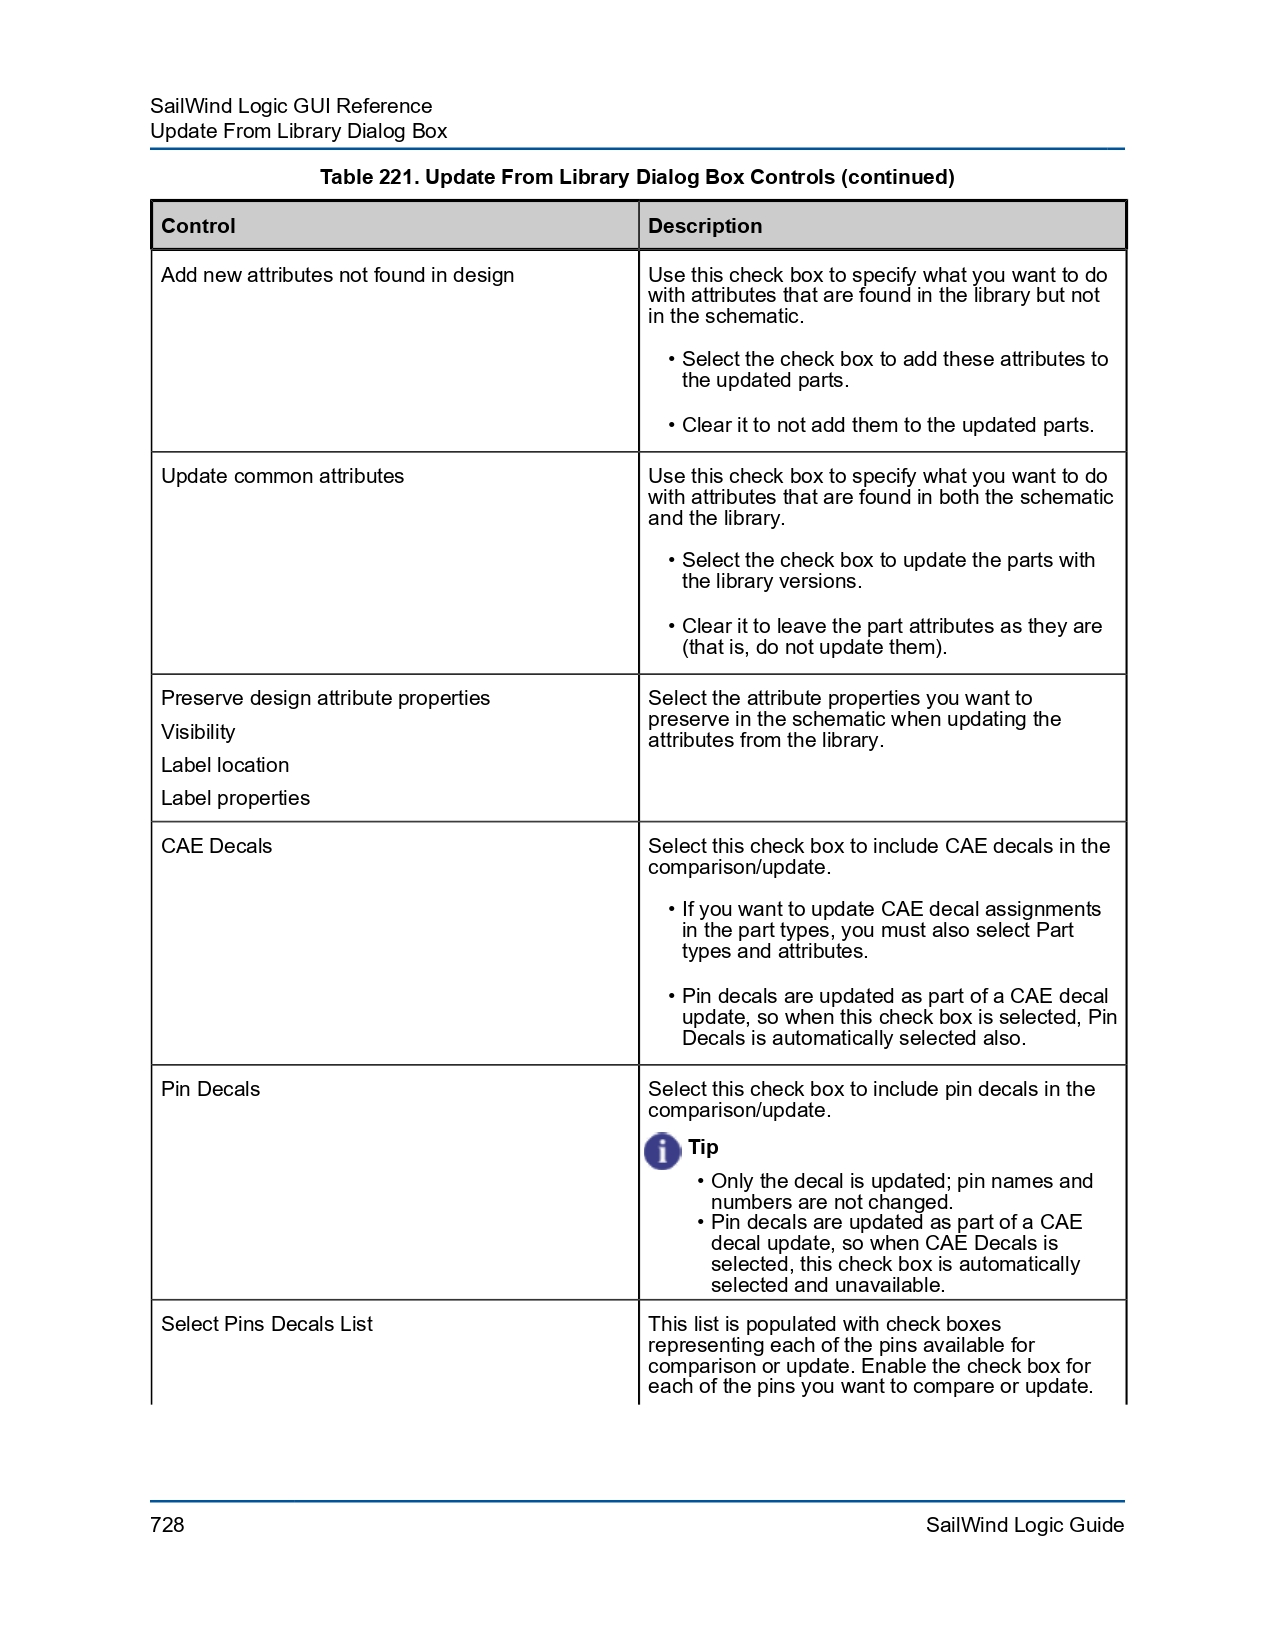 SailWind Logic GUI Reference
Update From Library Dialog Box
Table 221. Update From Library Dialog Box Controls (continued)
Control
Description
Add new attributes not found in design
Use this check box to specify what you want to do
with attributes that are found in the library but not
in the schematic.
• Select the check box to add these attributes to
the updated parts.
• Clear it to not add them to the updated parts.
Update common attributes
Use this check box to specify what you want to do
with attributes that are found in both the schematic
and the library.
• Select the check box to update the parts with
the library versions.
• Clear it to leave the part attributes as they are
(that is, do not update them).
Preserve design attribute properties
Visibility
Label location
Label properties
Select the attribute properties you want to
preserve in the schematic when updating the
attributes from the library.
CAE Decals
Select this check box to include CAE decals in the
comparison/update.
• If you want to update CAE decal assignments
in the part types, you must also select Part
types and attributes.
• Pin decals are updated as part of a CAE decal
update, so when this check box is selected, Pin
Decals is automatically selected also.
Pin Decals
Select this check box to include pin decals in the
comparison/update.
i Tip
• Only the decal is updated; pin names and
numbers are not changed.
• Pin decals are updated as part of a CAE
decal update, so when CAE Decals is
selected, this check box is automatically
selected and unavailable.
Select Pins Decals List
This list is populated with check boxes
representing each of the pins available for
comparison or update. Enable the check box for
each of the pins you want to compare or update.
728
SailWind Logic Guide